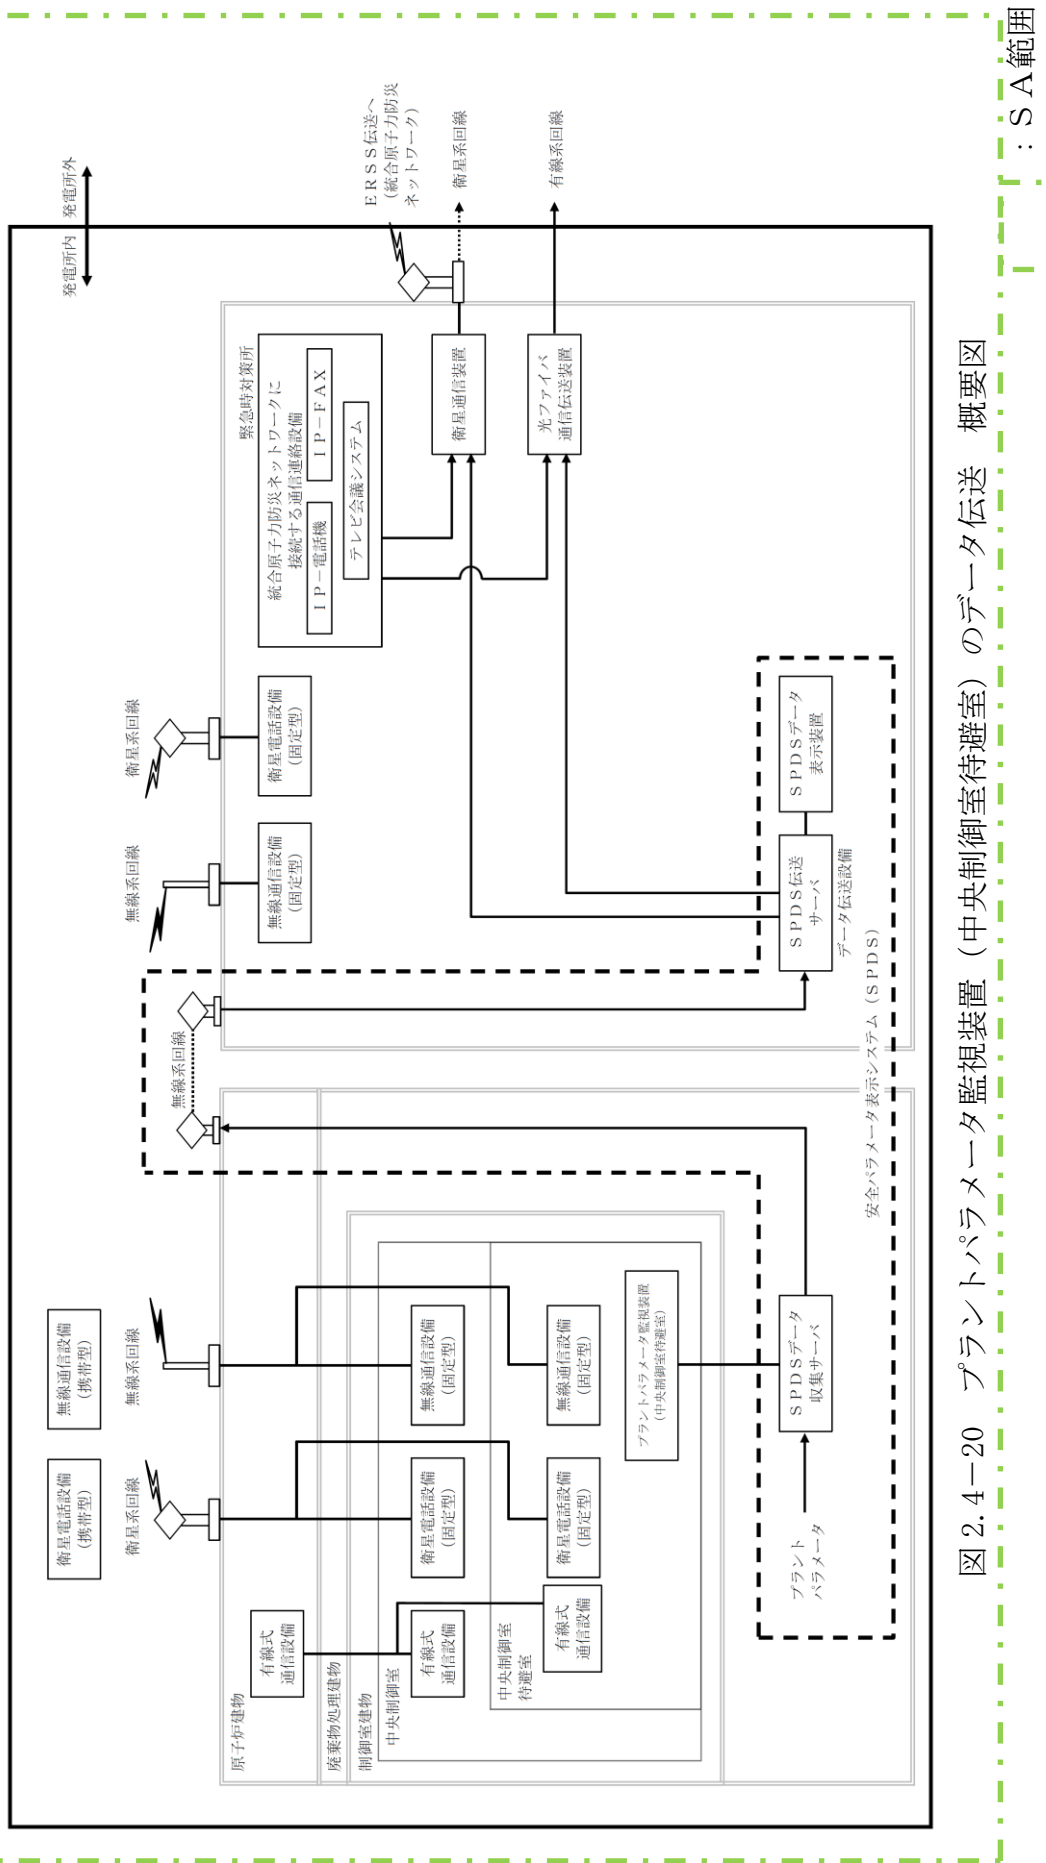 発電所内
発電所外
ERSS伝送へ
(統合原子力防災
ネットワーク)
衛星系回線
有線系回線
緊急時対策所
統合原子力防災ネットワークに
接続する通信連絡設備
IP-電話機
IP-FAX
テレビ会議システム
衛星通信装置
光ファイバ
通信伝送装置
衛星系回線
衛星電話設備
(固定型)
無線系回線
無線通信設備
(固定型)
無線系回線
SPDSデータ
表示装置
SPDS伝送
サーバ
データ伝送設備
安全パラメータ表示システム(SPDS)
無線通信設備
(携帯型)
衛星電話設備
(携帯型)
無線系回線
衛星系回線
原子炉建物
有線式
通信設備
廃棄物処理建物
制御室建物
中央制御室
無線通信設備
(固定型)
衛星電話設備
(固定型)
有線式
通信設備
中央制御室
待避室
無線通信設備
(固定型)
衛星電話設備
(固定型)
有線式
通信設備
プラントパラメータ監視装置
(中央制御室待避室)
SPDSデータ
収集サーバ
プラント
パラメータ
図2.4-20 プラントパラメータ監視装置(中央制御室待避室)のデータ伝送 概要図
:SA範囲